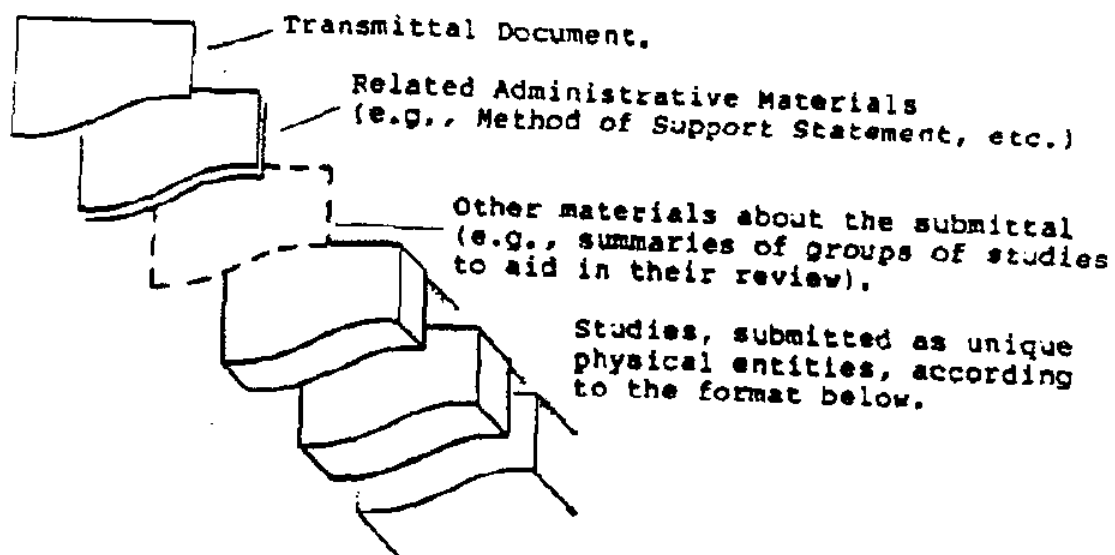 Transmittal Document.
Related Administrative Materials
(e.g., Method of Support Statement, etc.)
Other materials about the submittal
(e.g., summaries of groups of studies
to aid in their review).
Studies, submitted as unique
physical entities, according
to the format below.